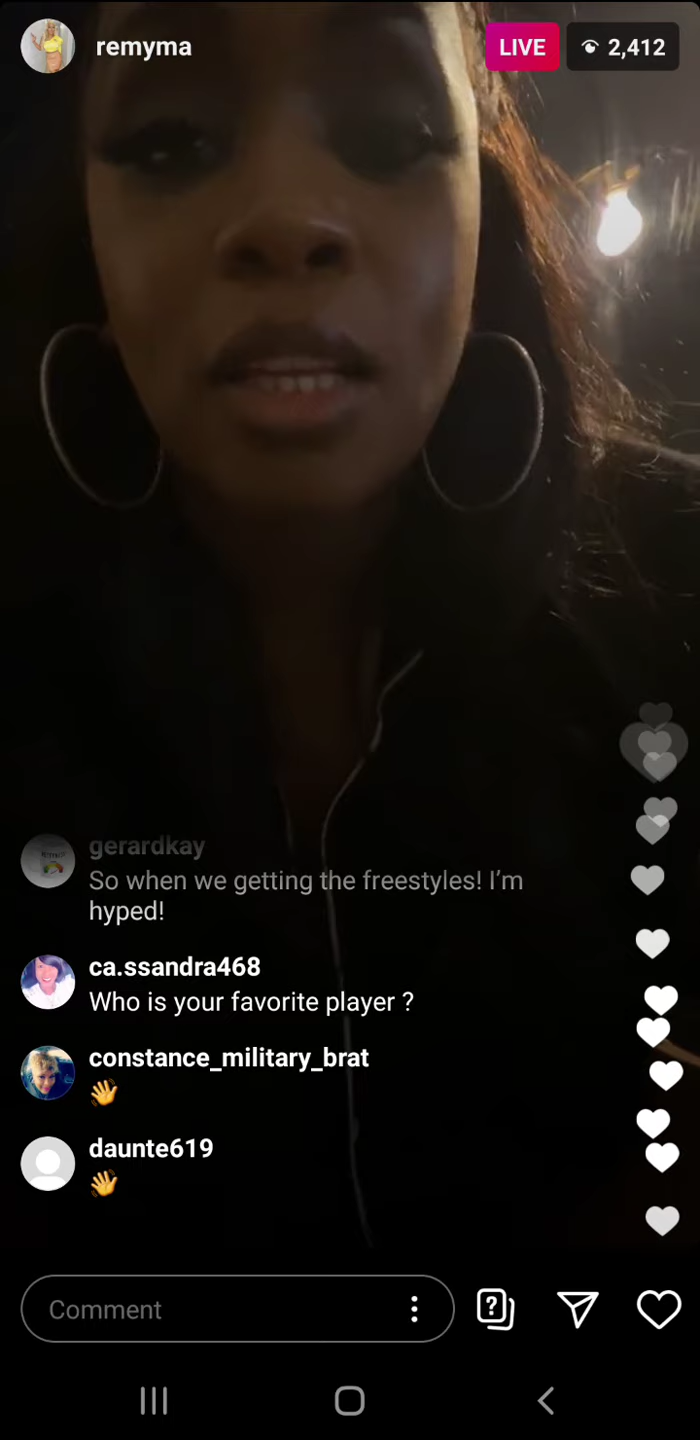 remyma
LIVE
2,412
gerardkay
So when we getting the freestyles! I’m
hyped!
ca.ssandra468
Who is your favorite player ?
constance_military_brat
👋
daunte619
👋
Comment